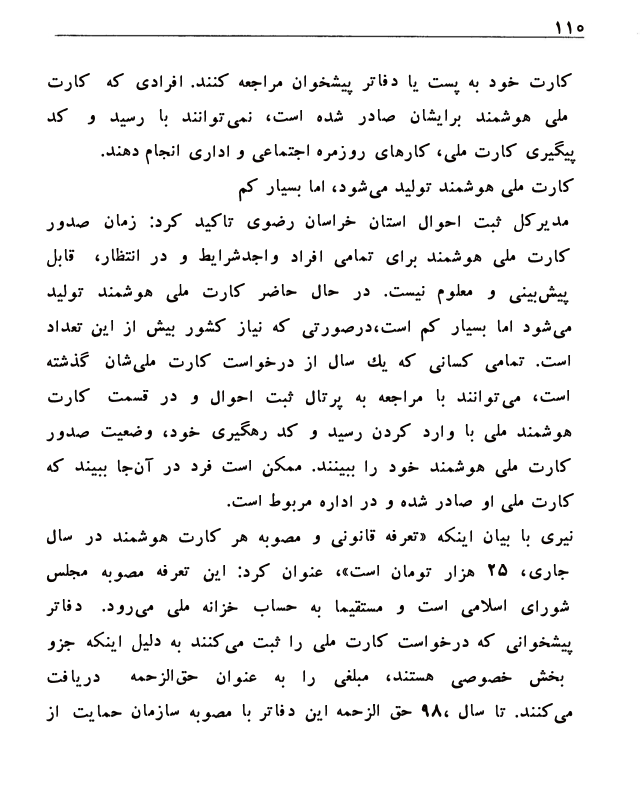 ۱۱۰
کارت خود به پست یا دفاتر پیشخوان مراجعه کنند. افرادی که کارت
ملی هوشمند برایشان صادر شده است، نمی‌توانند با رسید و کد
پیگیری کارت ملی، کارهای روزمره اجتماعی و اداری انجام دهند.
کارت ملی هوشمند تولید می‌شود، اما بسیار کم
مدیرکل ثبت احوال استان خراسان رضوی تاکید کرد: زمان صدور
کارت ملی هوشمند برای تمامی افراد واجدشرایط و در انتظار، قابل
پیش‌بینی و معلوم نیست. در حال حاضر کارت ملی هوشمند تولید
می‌شود اما بسیار کم است،درصورتی که نیاز کشور بیش از این تعداد
است. تمامی کسانی که یك سال از درخواست کارت ملی‌شان گذشته
است، می‌توانند با مراجعه به پرتال ثبت احوال و در قسمت کارت
هوشمند ملی با وارد کردن رسید و کد رهگیری خود، وضعیت صدور
کارت ملی هوشمند خود را ببینند. ممکن است فرد در آن‌جا ببیند که
کارت ملی او صادر شده و در اداره مربوط است.
نیری با بیان اینکه «تعرفه قانونی و مصوبه هر کارت هوشمند در سال
جاری، ۲۵ هزار تومان است»، عنوان کرد: این تعرفه مصوبه مجلس
شورای اسلامی است و مستقیما به حساب خزانه ملی می‌رود. دفاتر
پیشخوانی که درخواست کارت ملی را ثبت می‌کنند به دلیل اینکه جزو
بخش خصوصی هستند، مبلغی را به عنوان حق‌الزحمه دریافت
می‌کنند. تا سال ۹۸، حق الزحمه این دفاتر با مصوبه سازمان حمایت از